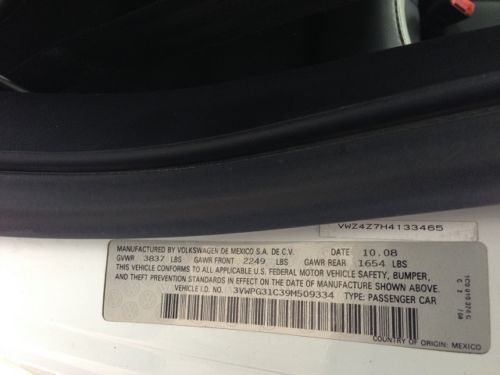 VWZ4Z7H4133465
MANUFACTURED BY VOLKSWAGEN DE MEXICO S.A. DE C.V. DATE 10.08
GVWR 3837 LBS GAWR FRONT 2249 LBS GAWR REAR 1654 LBS
THIS VEHICLE CONFORMS TO ALL U.S. FEDERAL MOTOR VEHICLE SAFETY, BUMPER,
AND THEFT PREVENTION STANDARDS IN EFFECT ON THE DATE OF MANUFACTURE SHOWN ABOVE.
VEHICLE I.D. NO. 3VWPG31C39M509334 TYPE: PASSENGER CAR
COUNTRY OF ORIGIN: MEXICO